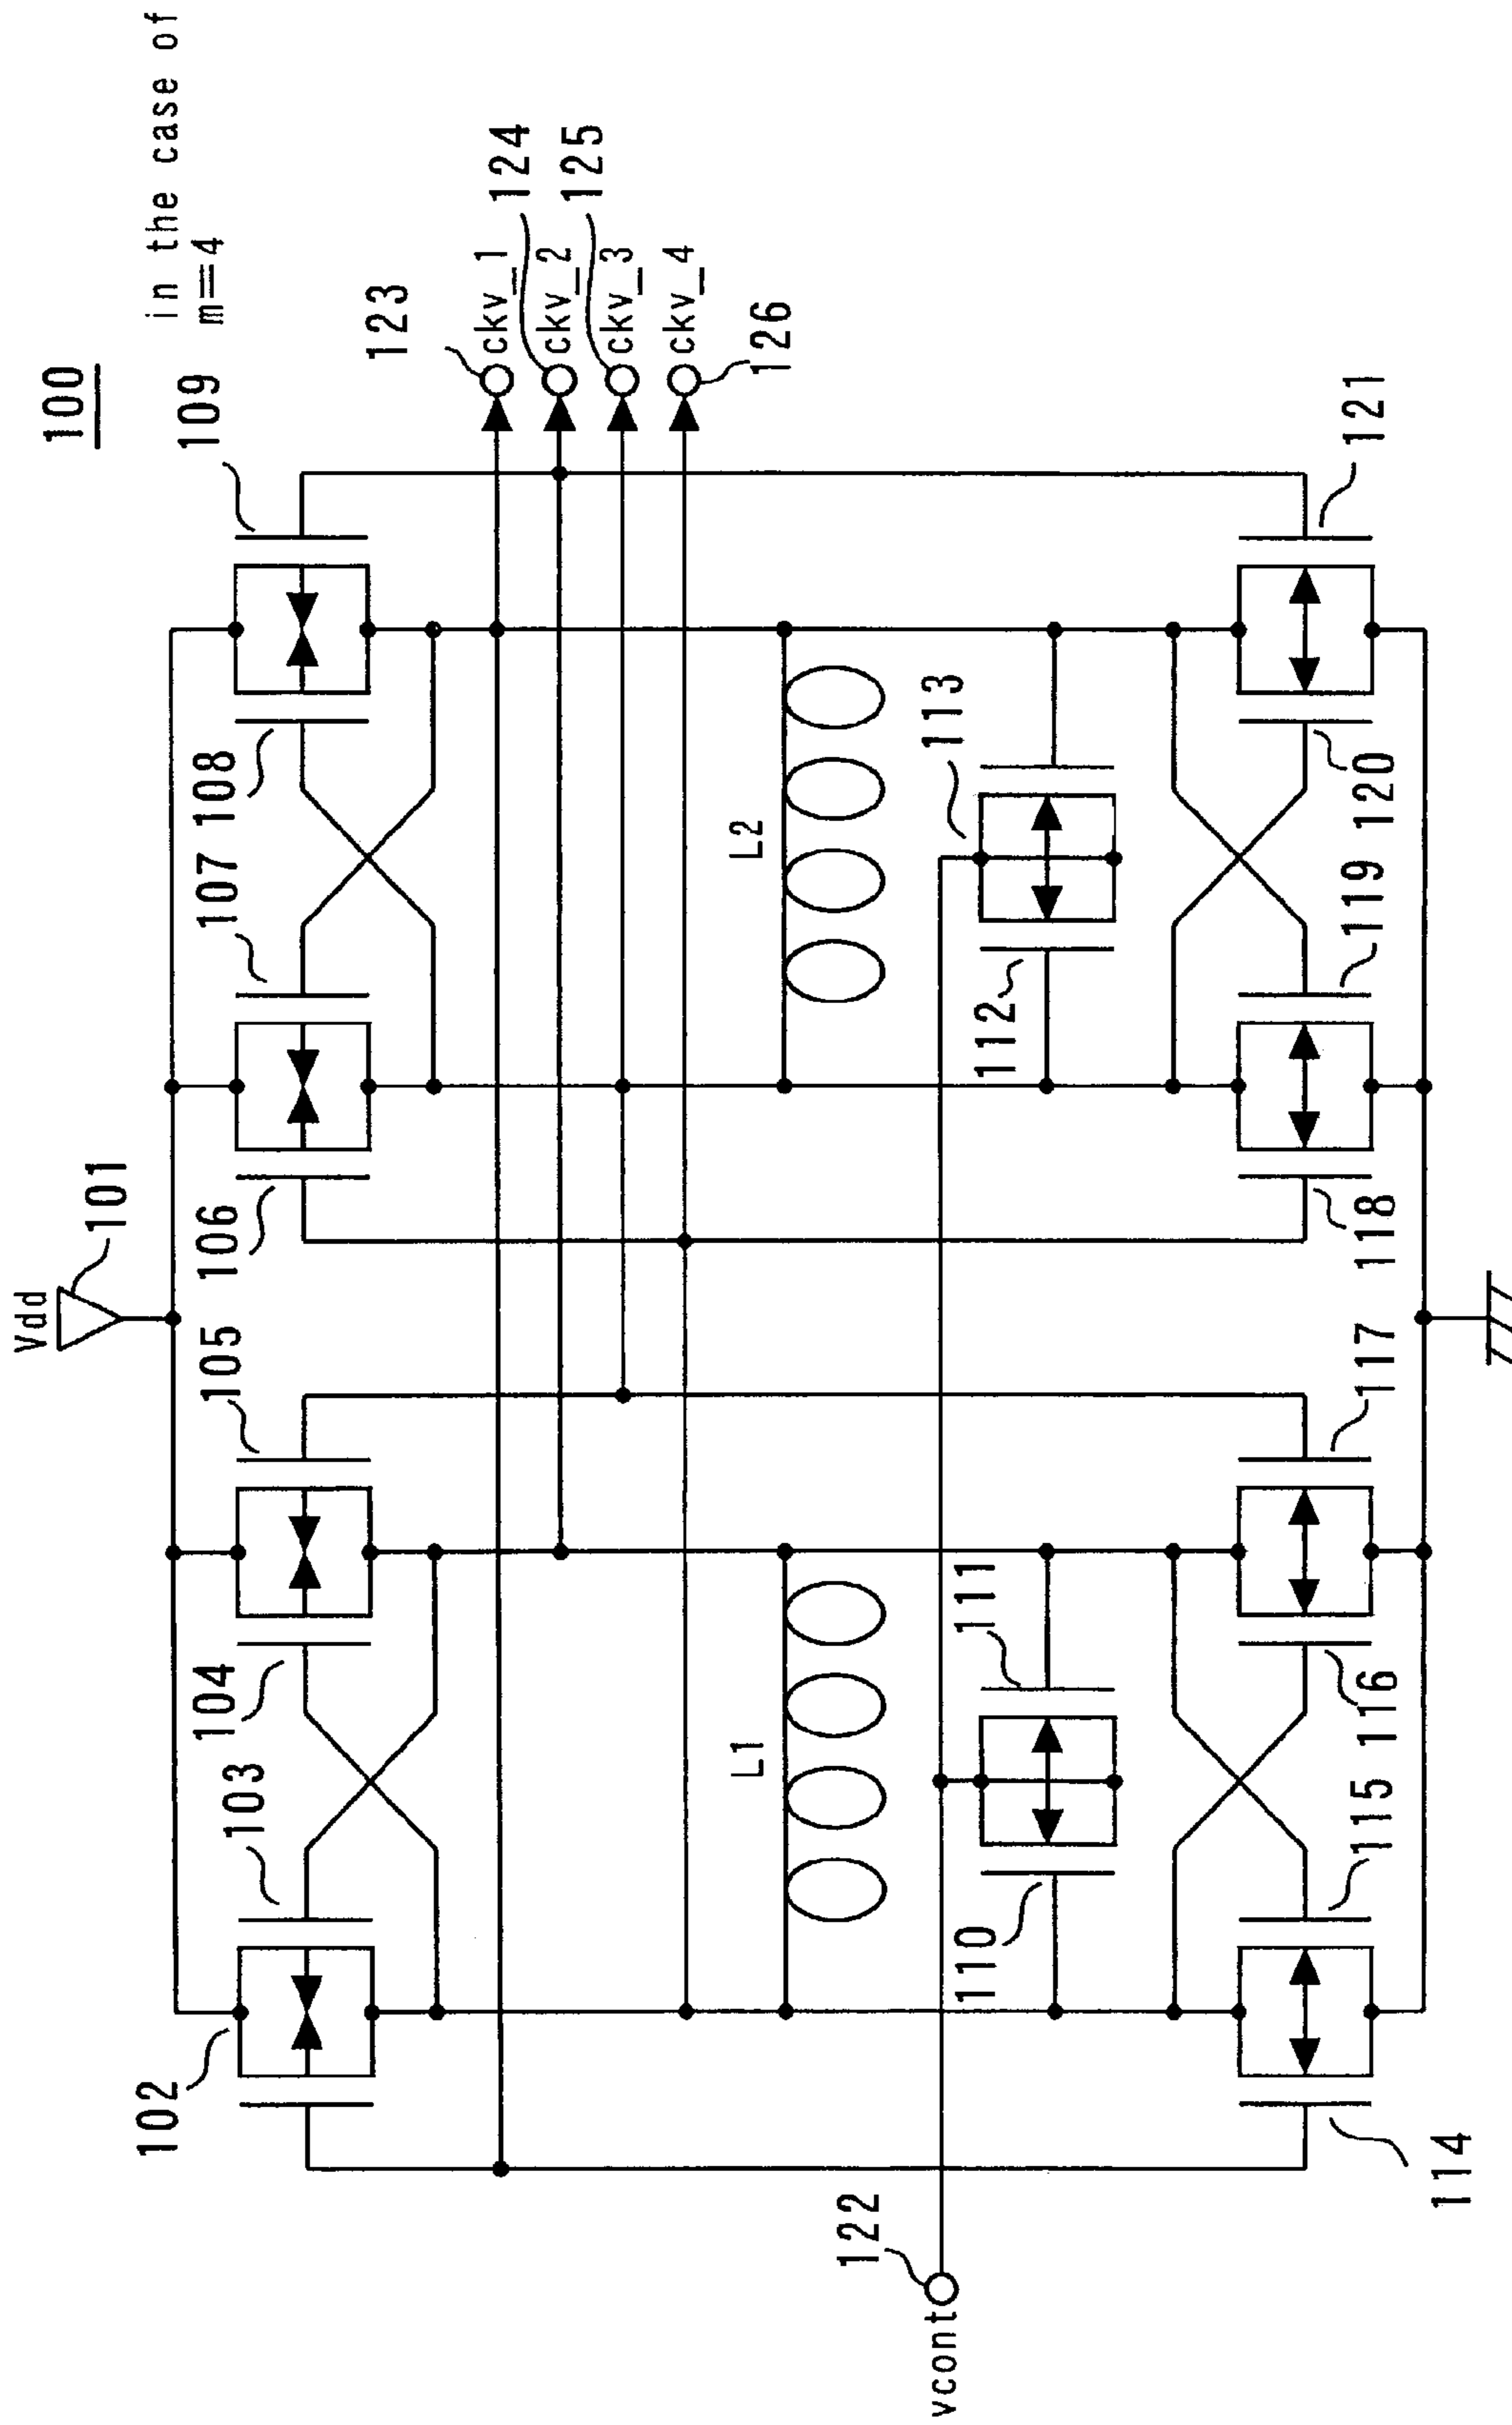 100
in the case of
m=4
Vdd
101
102
103
104
105
106
107
108
109
123
124
125
ckv_1
ckv_2
ckv_3
ckv_4
126
L1
L2
110
111
112
113
122
vcont
114
115
116
117
118
119
120
121